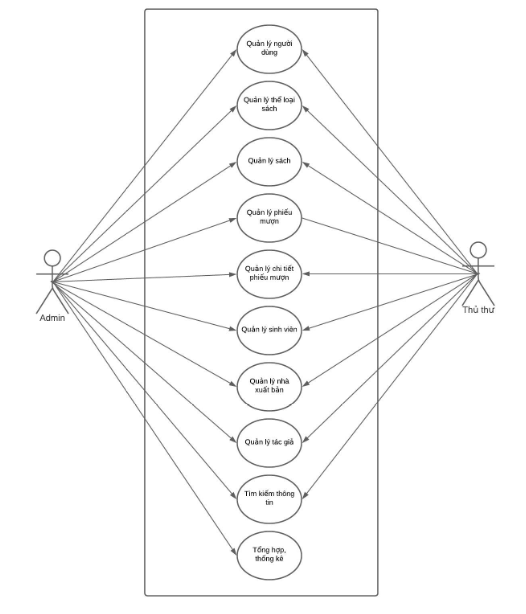 Quản lý người
dùng
Quản lý thể loại
sách
Quản lý sách
Quản lý phiếu
mượn
Quản lý chi tiết
phiếu mượn
Quản lý sinh viên
Quản lý nhà
xuất bản
Quản lý tác giả
Tìm kiếm thông
tin
Tổng hợp,
thống kê
Admin
Thủ thư